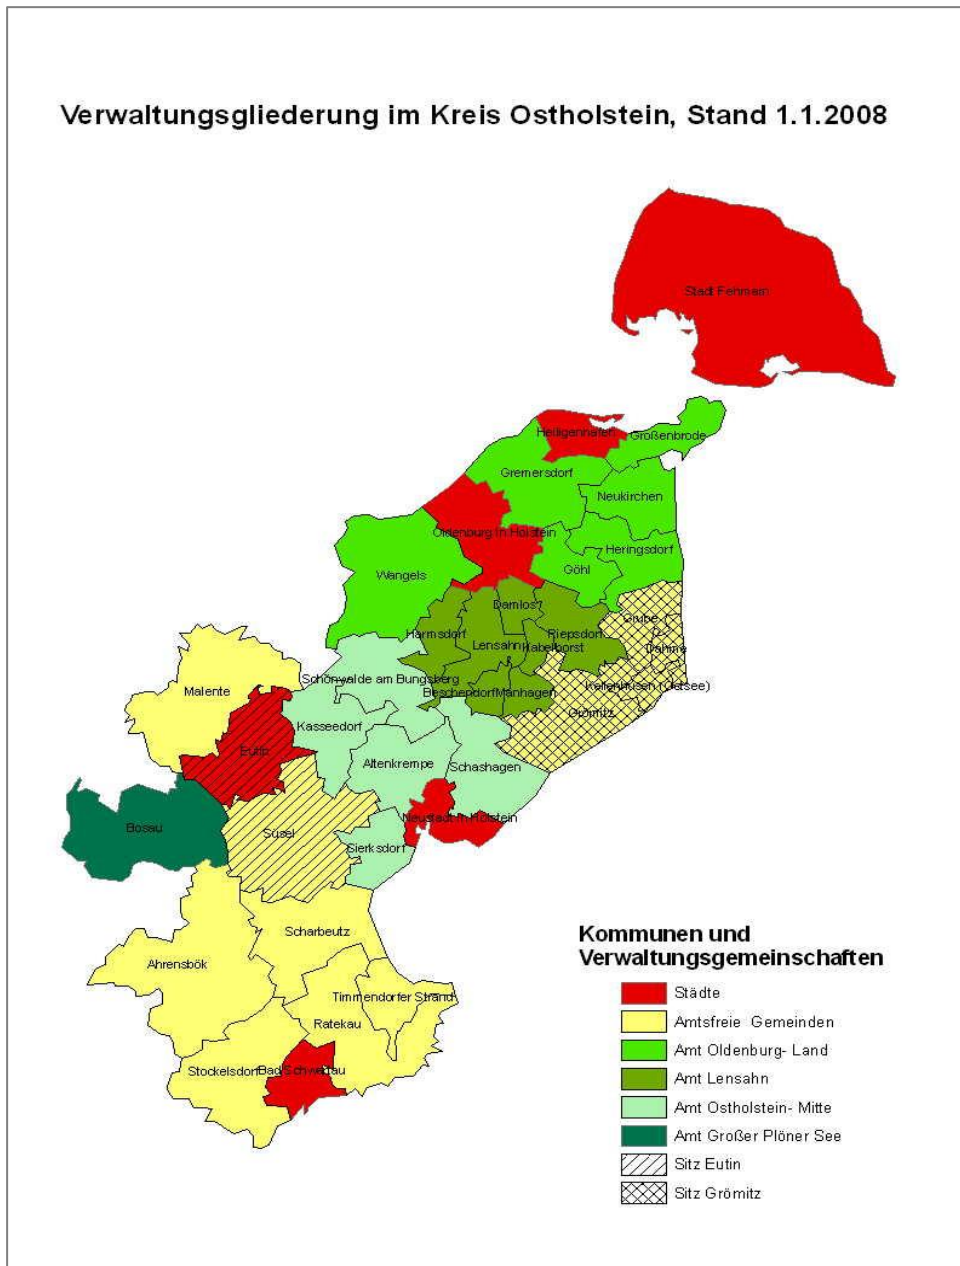 Verwaltungsgliederung im Kreis Ostholstein, Stand 1.1.2008
Stadt Fehmarn
Heiligenhafen
Großenbrode
Gremersdorf
Neukirchen
Oldenburg in Holstein
Heringsdorf
Göhl
Wangels
Damlos
Grube
Harmsdorf
Riepsdorf
Lensahn
Kabelhorst
Dahme
Schönwalde am Bungsberg
Kellenhusen (Ostsee)
Malente
Beschendorf
Manhagen
Grömitz
Kasseedorf
Eutin
Altenkrempe
Schashagen
Neustadt in Holstein
Bosau
Süsel
Sierksdorf
Scharbeutz
Ahrensbök
Timmendorfer Strand
Ratekau
Stockelsdorf
Bad Schwartau
Kommunen und
Verwaltungsgemeinschaften
Städte
Amtsfreie Gemeinden
Amt Oldenburg- Land
Amt Lensahn
Amt Ostholstein- Mitte
Amt Großer Plöner See
Sitz Eutin
Sitz Grömitz